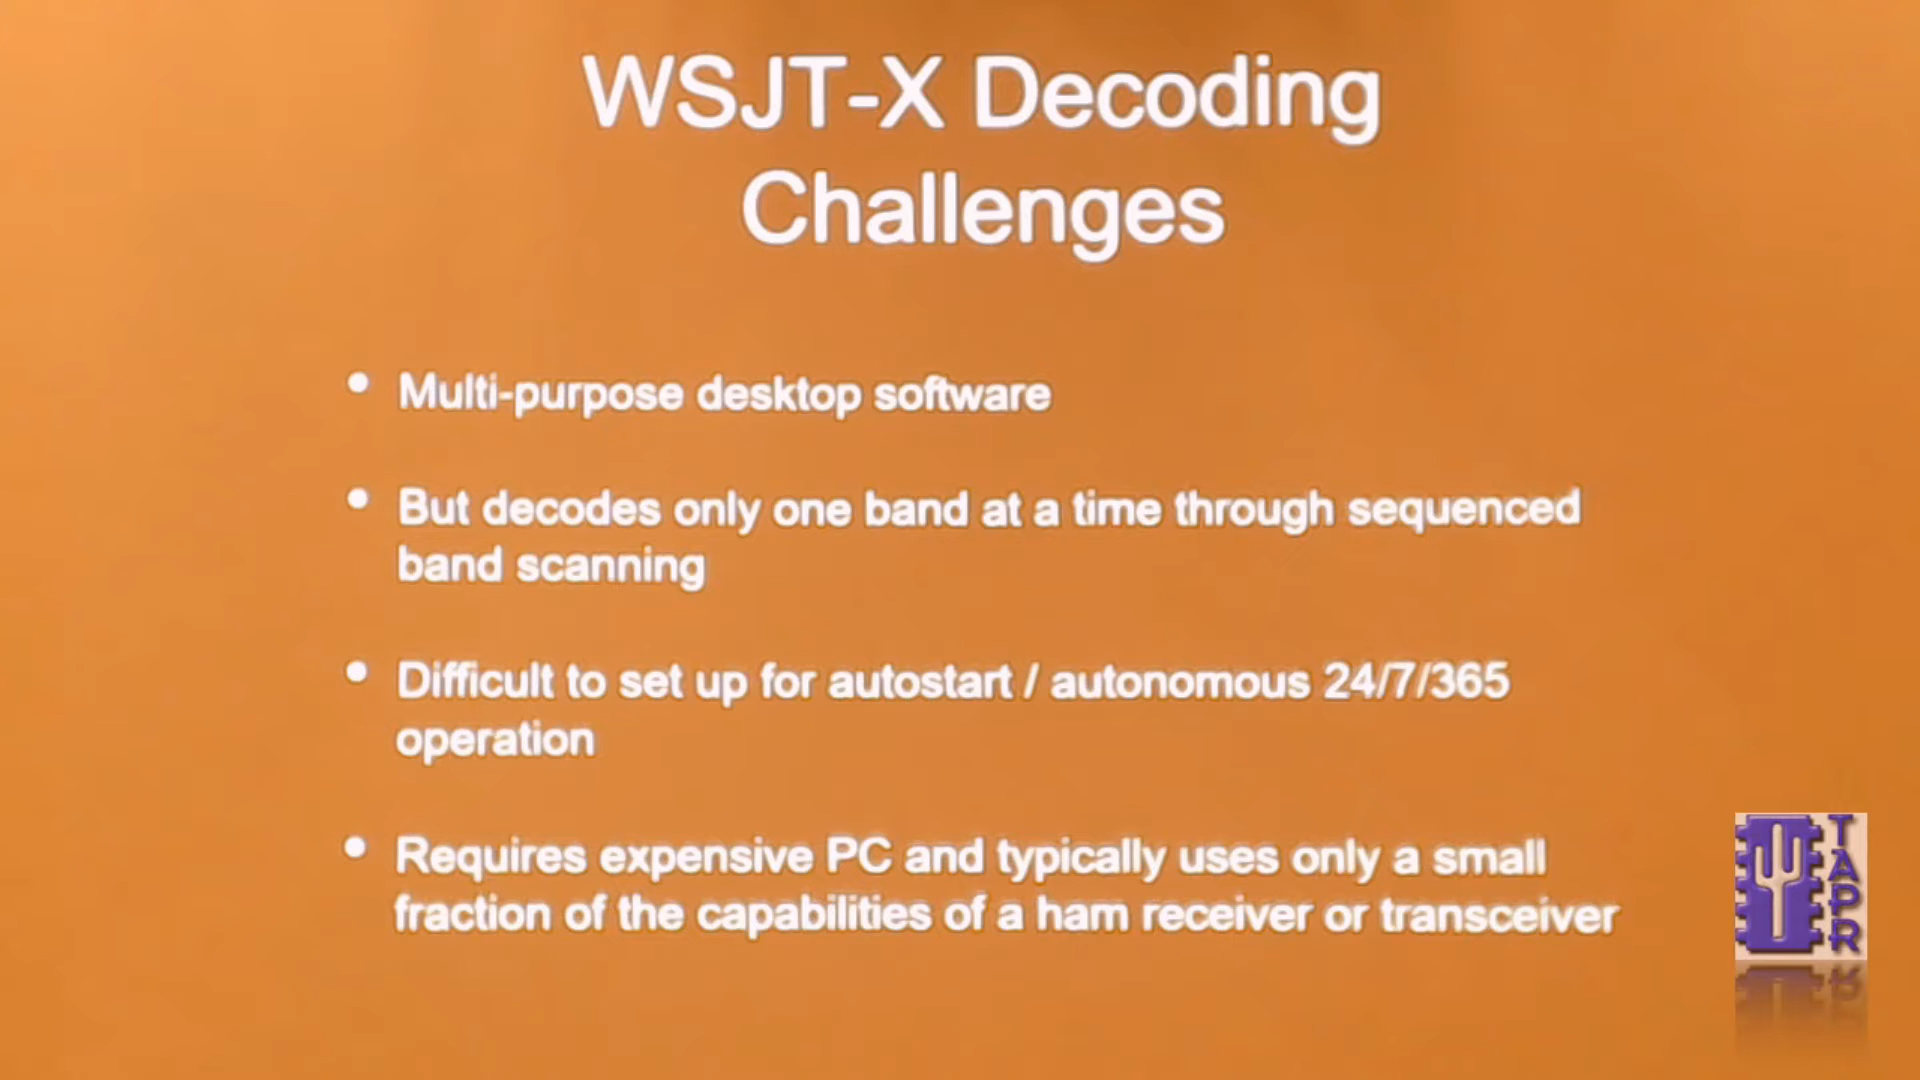 WSJT-X Decoding
Challenges
• Multi-purpose desktop software
• But decodes only one band at a time through sequenced
band scanning
• Difficult to set up for autostart / autonomous 24/7/365
operation
• Requires expensive PC and typically uses only a small
fraction of the capabilities of a ham receiver or transceiver
TAPR